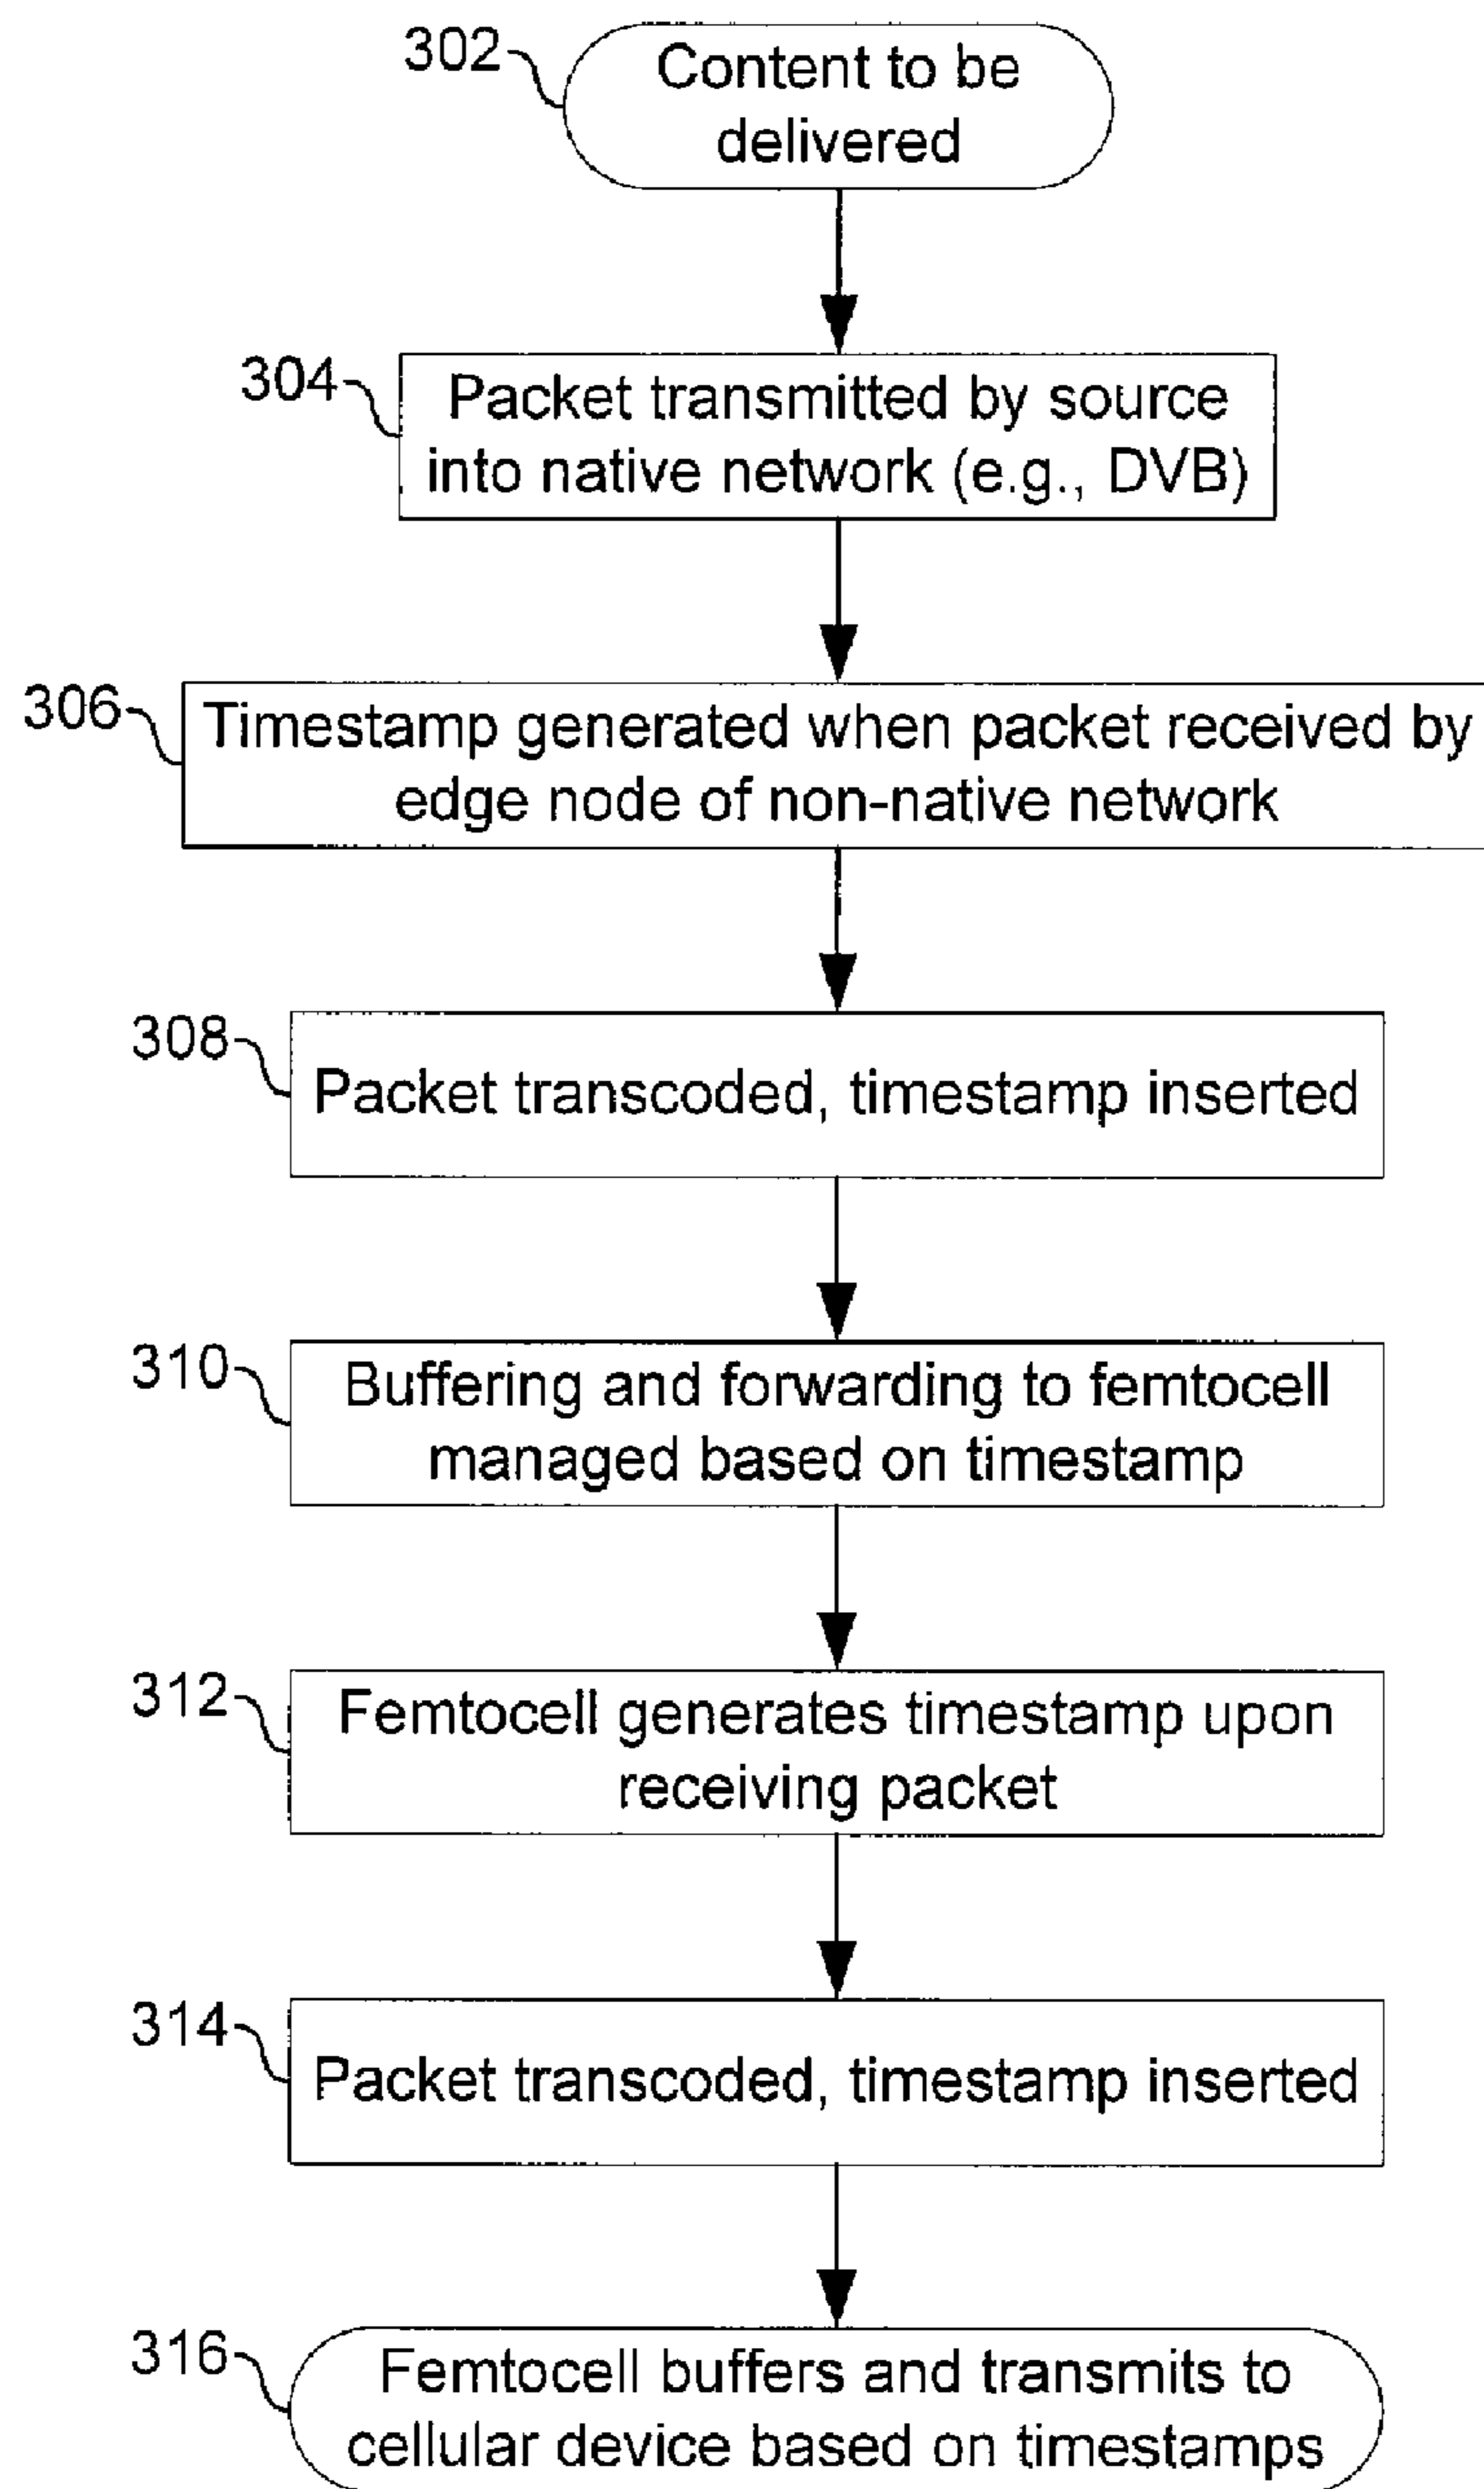 302
Content to be
delivered
304
Packet transmitted by source
into native network (e.g., DVB)
306
Timestamp generated when packet received by
edge node of non-native network
308
Packet transcoded, timestamp inserted
310
Buffering and forwarding to femtocell
managed based on timestamp
312
Femtocell generates timestamp upon
receiving packet
314
Packet transcoded, timestamp inserted
316
Femtocell buffers and transmits to
cellular device based on timestamps